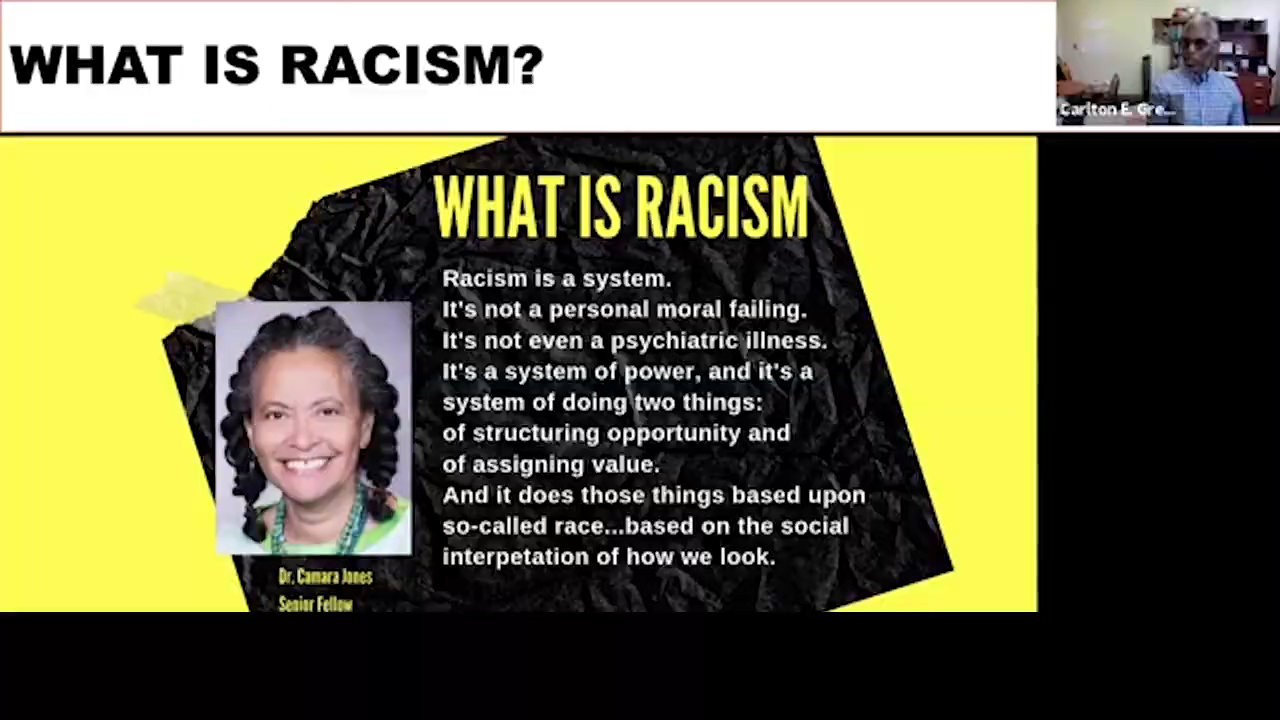 WHAT IS RACISM?
Carlton E. Gre...
WHAT IS RACISM
Racism is a system.
It's not a personal moral failing.
It's not even a psychiatric illness.
It's a system of power, and it's a
system of doing two things:
of structuring opportunity and
of assigning value.
And it does those things based upon
so-called race...based on the social
interpetation of how we look.
Dr. Camara Jones
Senior Fellow